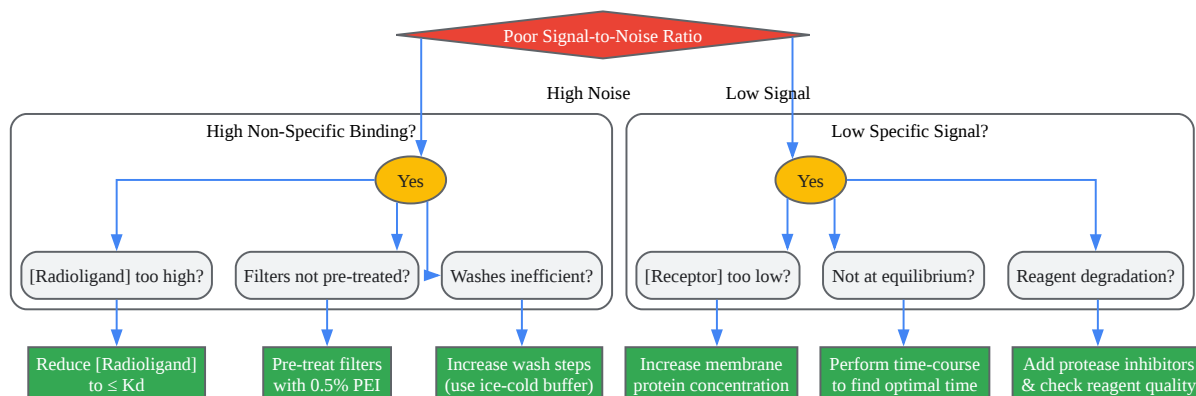 Poor Signal-to-Noise Ratio
High Noise
Low Signal
High Non-Specific Binding?
Low Specific Signal?
Yes
Yes
[Radioligand] too high?
Filters not pre-treated?
Washes inefficient?
[Receptor] too low?
Not at equilibrium?
Reagent degradation?
Reduce [Radioligand]
to ≤ Kd
Pre-treat filters
with 0.5% PEI
Increase wash steps
(use ice-cold buffer)
Increase membrane
protein concentration
Perform time-course
to find optimal time
Add protease inhibitors
& check reagent quality